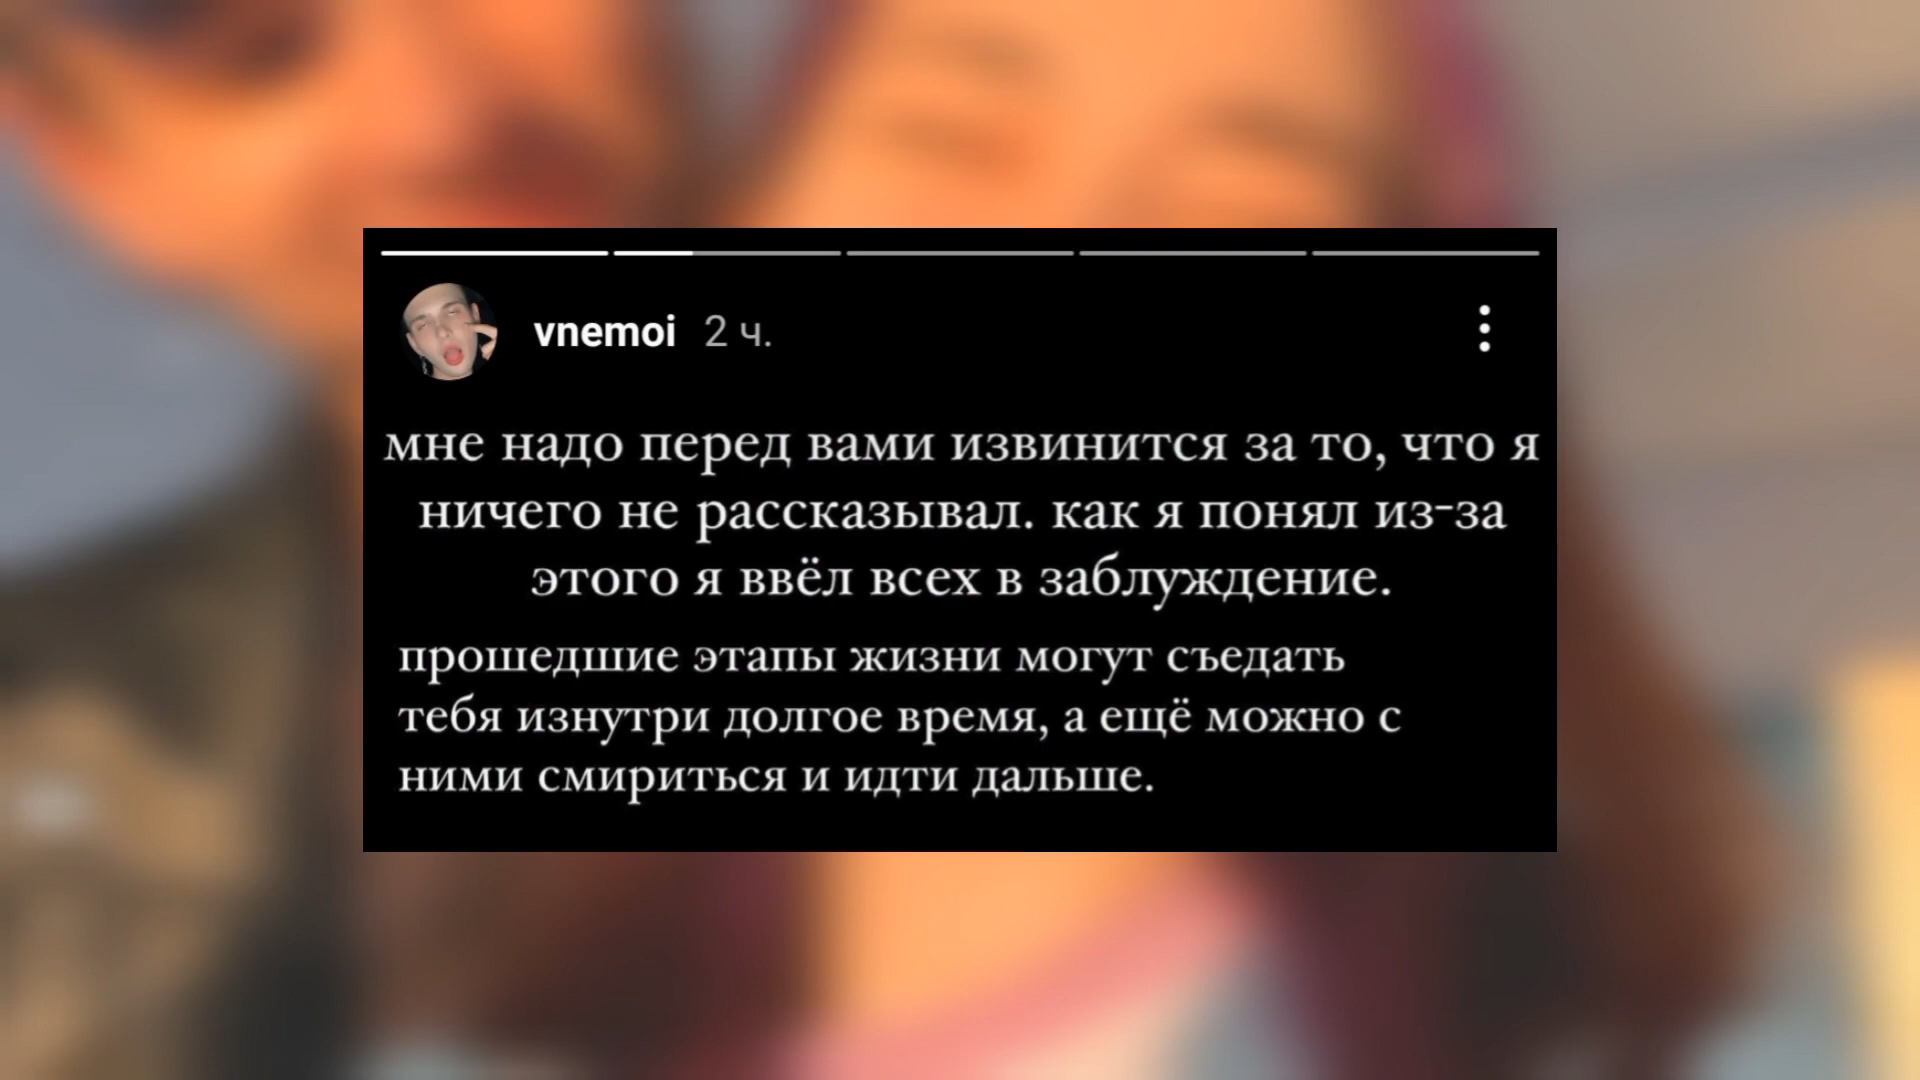 vnemoi 2 ч.
мне надо перед вами извинится за то, что я
ничего не рассказывал. как я понял из-за
этого я ввёл всех в заблуждение.
прошедшие этапы жизни могут съедать
тебя изнутри долгое время, а ещё можно с
ними смириться и идти дальше.